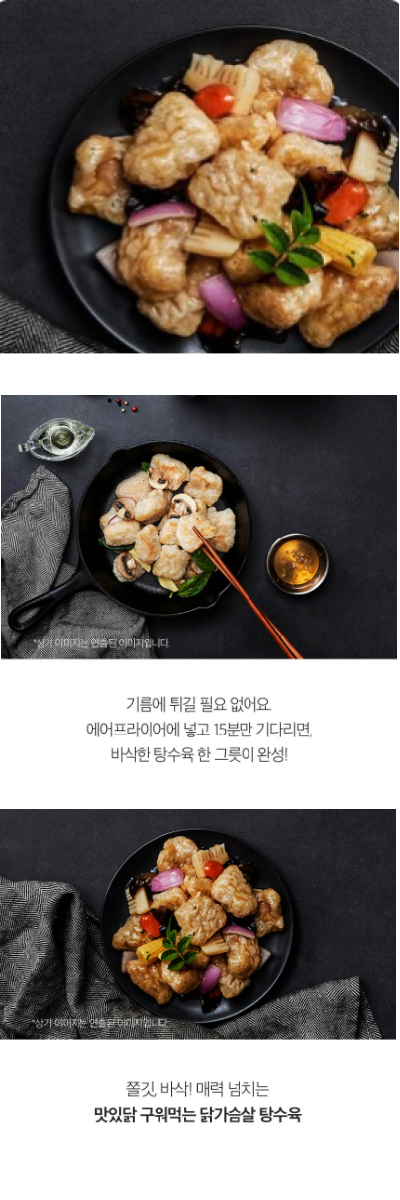 *상기 이미지는 연출된 이미지입니다.
기름에 튀길 필요 없어요.
에어프라이어에 넣고 15분만 기다리면,
바삭한 탕수육 한 그릇이 완성!
*상기 이미지는 연출된 이미지입니다.
쫄깃, 바삭! 매력 넘치는
맛있닭 구워먹는 닭가슴살 탕수육